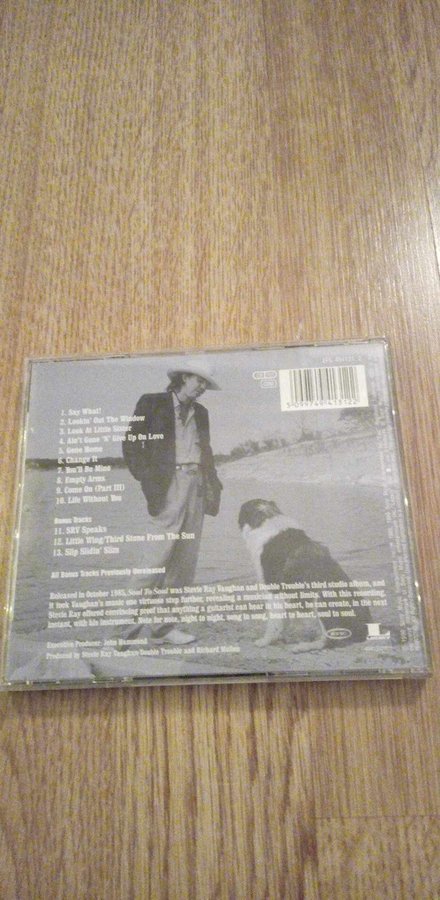 1. Say What!
2. Lookin' Out The Window
3. Look At Little Sister
4. Ain't Gone 'N' Give Up On Love
5. Gone Home
6. Change It
7. You'll Be Mine
8. Empty Arms
9. Come On (Part III)
10. Life Without You
Bonus Tracks
11. SRV Speaks
12. Little Wing/Third Stone From The Sun
13. Slip Slidin' Slim
All Bonus Tracks Previously Unreleased
Released in October 1985, Soul To Soul was Stevie Ray Vaughan and Double Trouble's third studio album, and
it took Vaughan's music one virtuoso step further, revealing a musician without limits. With this recording,
Stevie Ray offered convincing proof that anything a guitarist can hear in his heart, he can create, in the next
instant, with his instrument. Note for note, night to night, song to song, heart to heart, soul to soul.
Executive Producer: John Hammond
Produced by Stevie Ray Vaughan/Double Trouble and Richard Mullen
epic
L